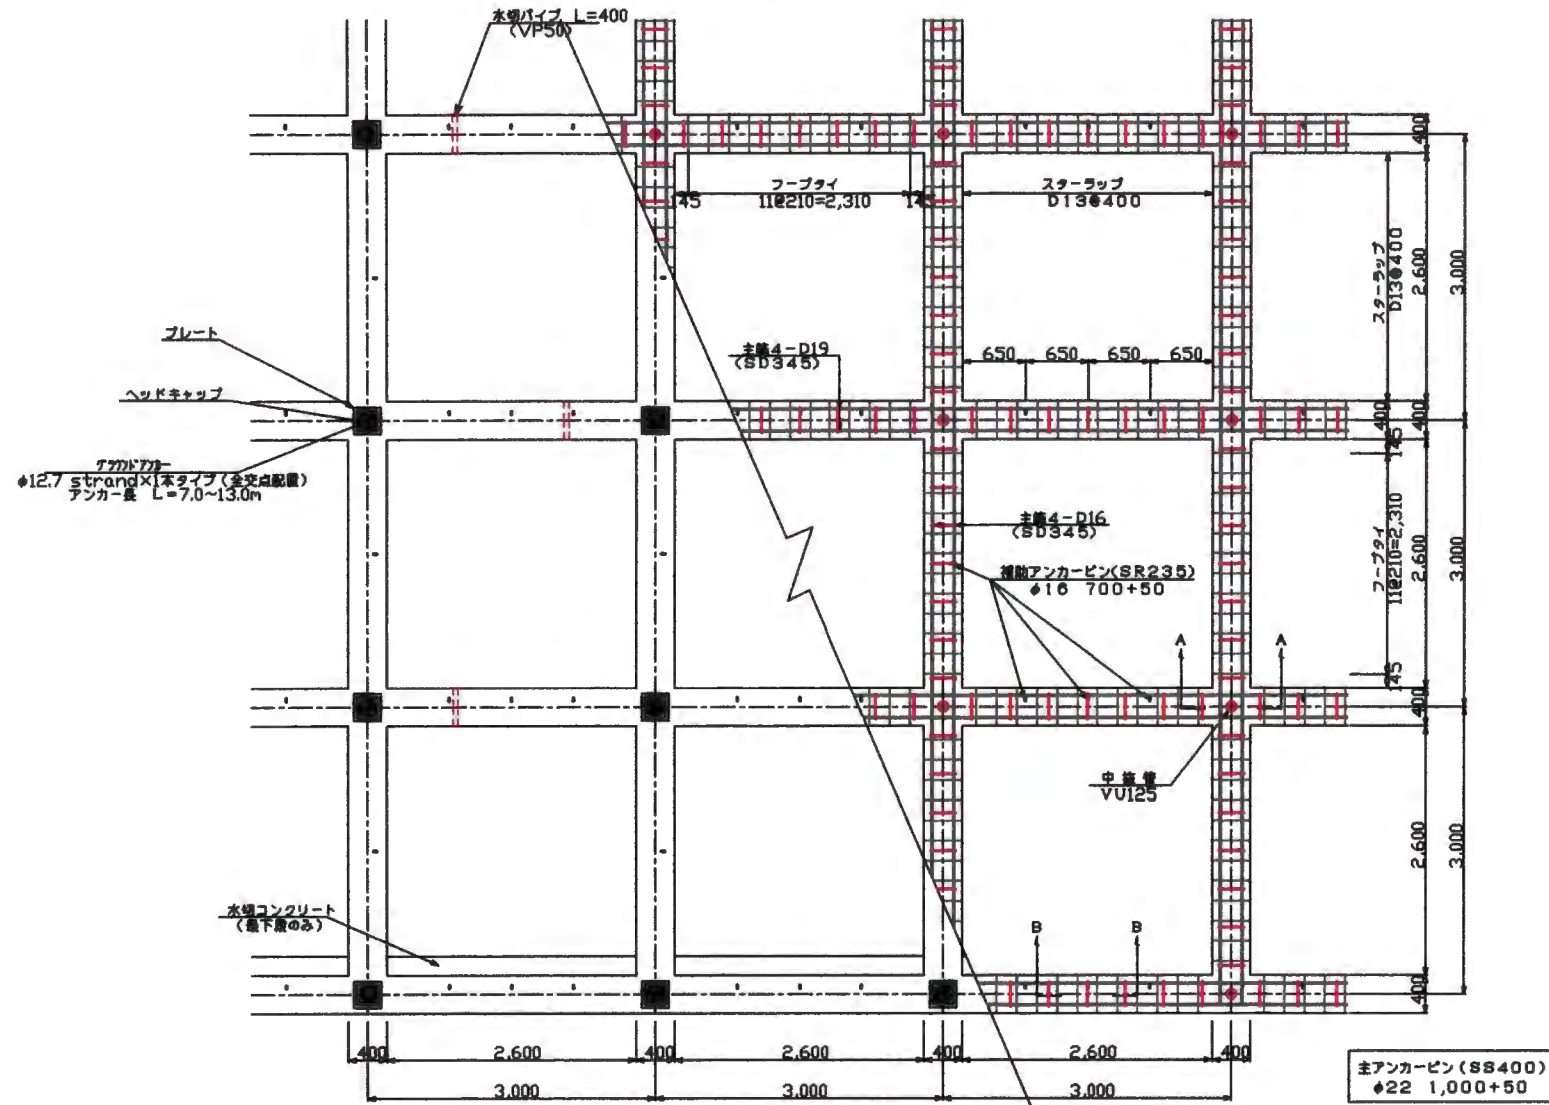 水切パイプ L=400
(VP50)
400
145
フープタイ
11@210=2,310
145
スターラップ
D13@400
スターラップ
D13@400
2,600
3,000
プレート
主筋4-D19
(SD345)
650 650 650 650
ヘッドキャップ
400
400
グラウンドアンカー
φ12.7 strand×1本タイプ(全交点配置)
アンカー長 L=7.0~13.0m
145
主筋4-D16
(SD345)
補助アンカーピン(SR235)
φ16 700+50
フープタイ
11@210=2,310
2,600
3,000
A A
145
400
中詰管
VU125
2,600
3,000
水切コンクリート
(最下段のみ)
B B
400
400 2,600 400 2,600 400 2,600 400
3,000 3,000 3,000
主アンカーピン(SS400)
φ22 1,000+50